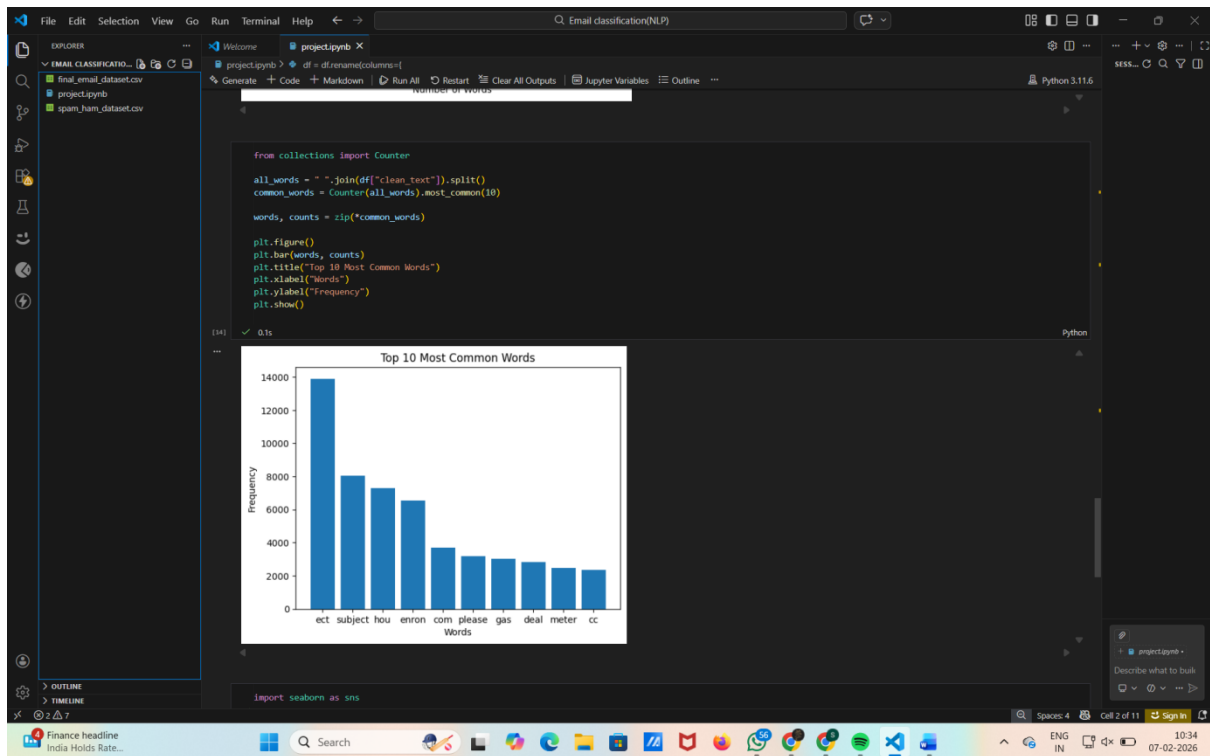 File Edit Selection View Go Run Terminal Help
Email classification(NLP)
EXPLORER
EMAIL CLASSIFICATIO...
final_email_dataset.csv
project.ipynb
spam_ham_dataset.csv
OUTLINE
TIMELINE
Welcome
project.ipynb
project.ipynb > df = df.rename(columns={
Generate + Code + Markdown Run All Restart Clear All Outputs Jupyter Variables Outline ...
Python 3.11.6
SESS...
Number of Words
from collections import Counter
all_words = " ".join(df["clean_text"]).split()
common_words = Counter(all_words).most_common(10)
words, counts = zip(*common_words)
plt.figure()
plt.bar(words, counts)
plt.title("Top 10 Most Common Words")
plt.xlabel("Words")
plt.ylabel("Frequency")
plt.show()
[14] 0.1s
Python
Top 10 Most Common Words
14000
12000
10000
8000
6000
4000
2000
0
Frequency
ect subject hou enron com please gas deal meter cc
Words
import seaborn as sns
project.ipynb
Describe what to buil
2 7
Spaces: 4 Cell 2 of 11 Sign In
4
Finance headline
India Holds Rate...
Search
56
ENG
IN
10:34
07-02-2026